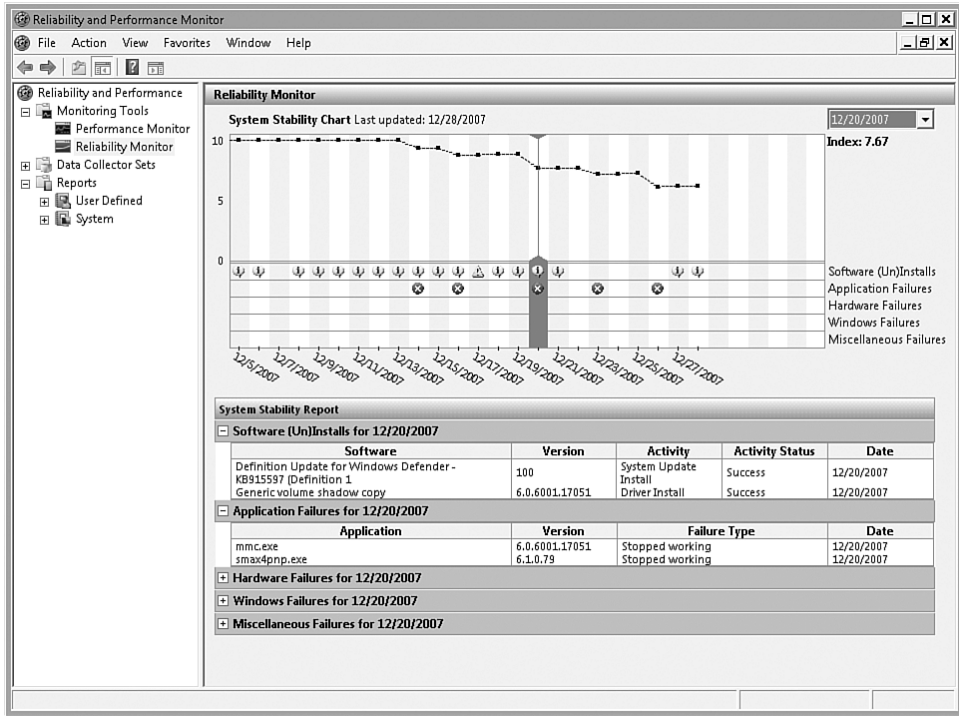 Reliability and Performance Monitor
File Action View Favorites Window Help
Reliability and Performance
Monitoring Tools
Performance Monitor
Reliability Monitor
Data Collector Sets
Reports
User Defined
System
Reliability Monitor
System Stability Chart Last updated: 12/28/2007
12/20/2007
Index: 7.67
10
5
0
Software (Un)Installs
Application Failures
Hardware Failures
Windows Failures
Miscellaneous Failures
12/5/2007
12/7/2007
12/9/2007
12/11/2007
12/13/2007
12/15/2007
12/17/2007
12/19/2007
12/21/2007
12/23/2007
12/25/2007
12/27/2007
System Stability Report
Software (Un)Installs for 12/20/2007
Software Version Activity Activity Status Date
Definition Update for Windows Defender - KB915597 (Definition 1 100 System Update Install Success 12/20/2007
Generic volume shadow copy 6.0.6001.17051 Driver Install Success 12/20/2007
Application Failures for 12/20/2007
Application Version Failure Type Date
mmc.exe 6.0.6001.17051 Stopped working 12/20/2007
smax4pnp.exe 6.1.0.79 Stopped working 12/20/2007
Hardware Failures for 12/20/2007
Windows Failures for 12/20/2007
Miscellaneous Failures for 12/20/2007